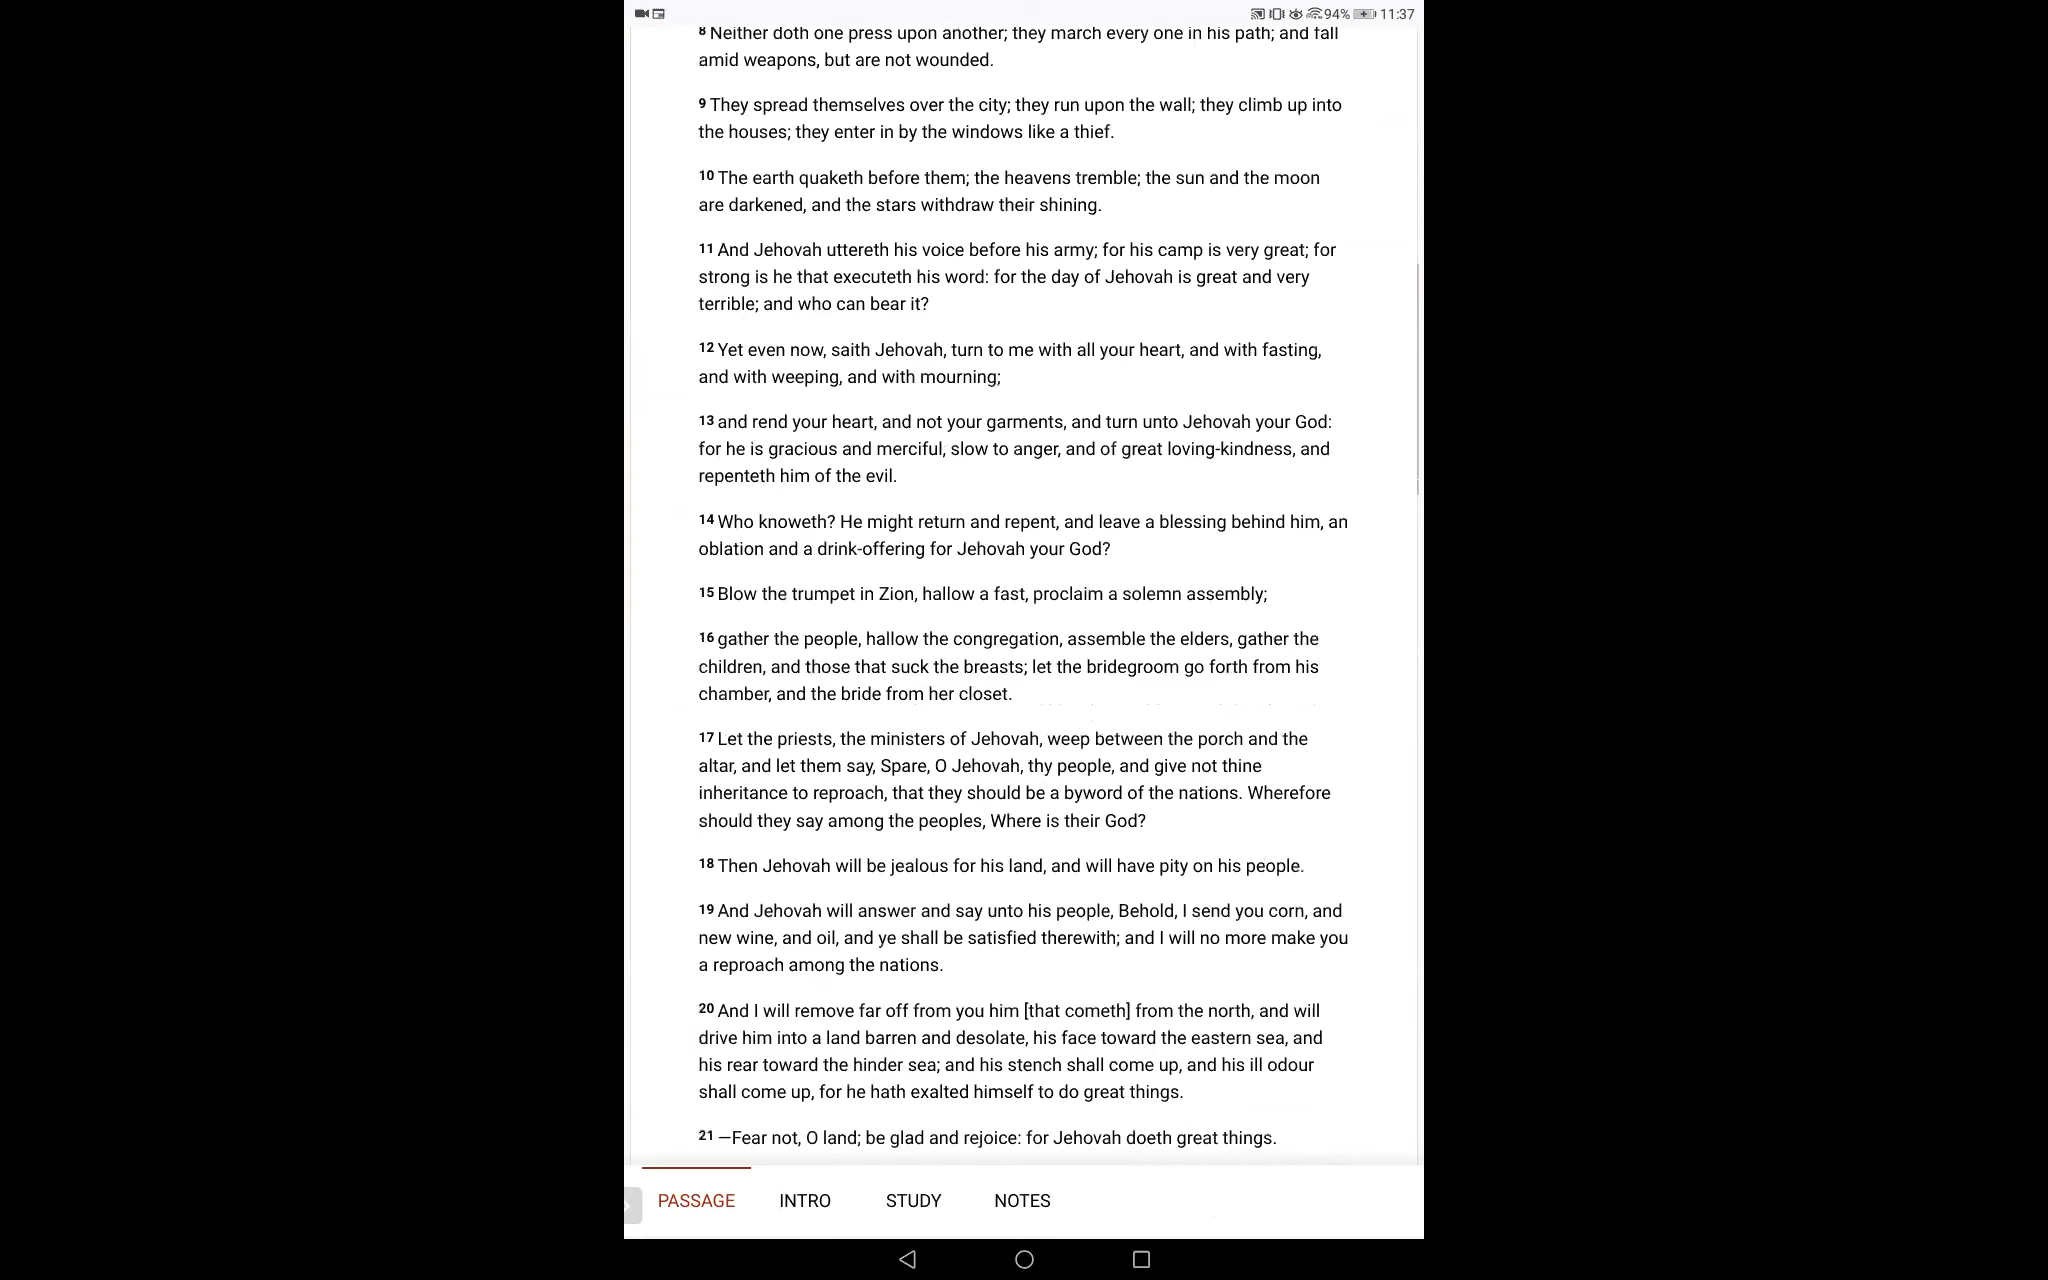 94% 11:37
8 Neither doth one press upon another; they march every one in his path; and fall
amid weapons, but are not wounded.
9 They spread themselves over the city; they run upon the wall; they climb up into
the houses; they enter in by the windows like a thief.
10 The earth quaketh before them; the heavens tremble; the sun and the moon
are darkened, and the stars withdraw their shining.
11 And Jehovah uttereth his voice before his army; for his camp is very great; for
strong is he that executeth his word: for the day of Jehovah is great and very
terrible; and who can bear it?
12 Yet even now, saith Jehovah, turn to me with all your heart, and with fasting,
and with weeping, and with mourning;
13 and rend your heart, and not your garments, and turn unto Jehovah your God:
for he is gracious and merciful, slow to anger, and of great loving-kindness, and
repenteth him of the evil.
14 Who knoweth? He might return and repent, and leave a blessing behind him, an
oblation and a drink-offering for Jehovah your God?
15 Blow the trumpet in Zion, hallow a fast, proclaim a solemn assembly;
16 gather the people, hallow the congregation, assemble the elders, gather the
children, and those that suck the breasts; let the bridegroom go forth from his
chamber, and the bride from her closet.
17 Let the priests, the ministers of Jehovah, weep between the porch and the
altar, and let them say, Spare, O Jehovah, thy people, and give not thine
inheritance to reproach, that they should be a byword of the nations. Wherefore
should they say among the peoples, Where is their God?
18 Then Jehovah will be jealous for his land, and will have pity on his people.
19 And Jehovah will answer and say unto his people, Behold, I send you corn, and
new wine, and oil, and ye shall be satisfied therewith; and I will no more make you
a reproach among the nations.
20 And I will remove far off from you him [that cometh] from the north, and will
drive him into a land barren and desolate, his face toward the eastern sea, and
his rear toward the hinder sea; and his stench shall come up, and his ill odour
shall come up, for he hath exalted himself to do great things.
21 —Fear not, O land; be glad and rejoice: for Jehovah doeth great things.
PASSAGE INTRO STUDY NOTES